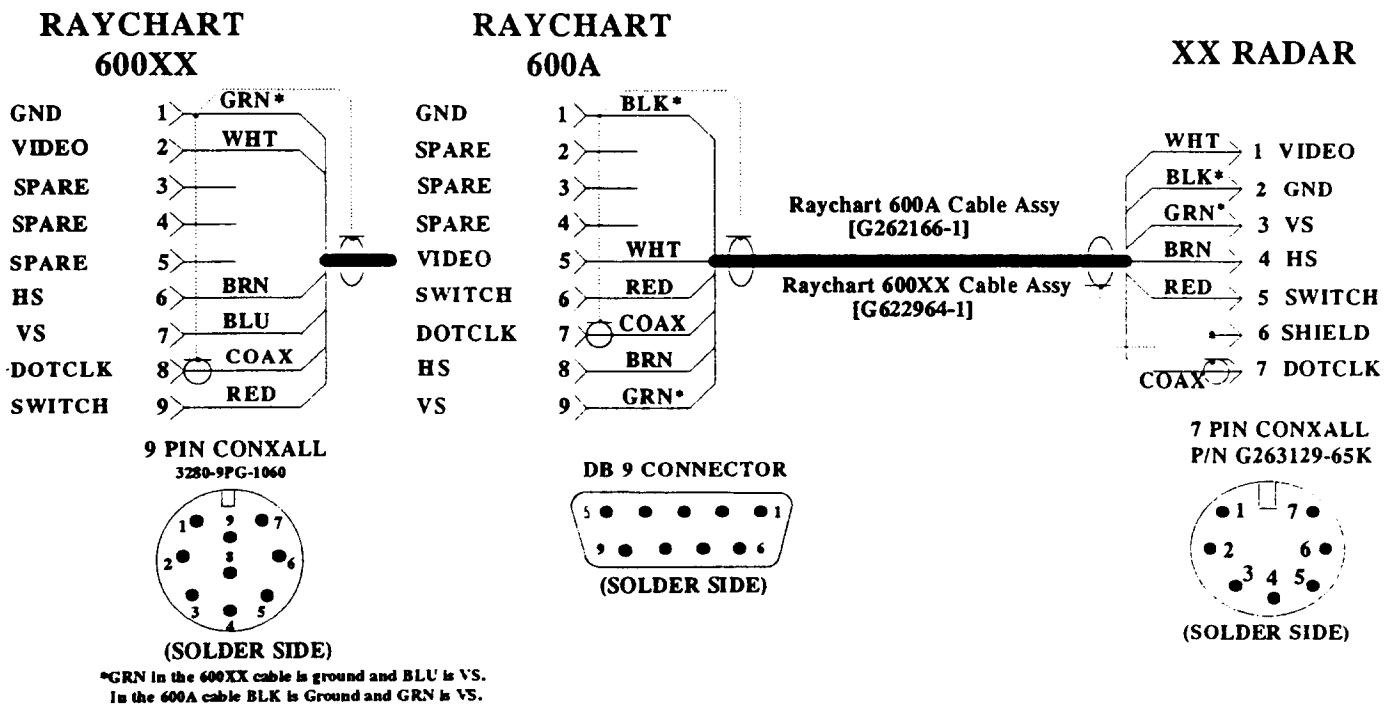 RAYCHART
600XX
GND 1 GRN*
VIDEO 2 WHT
SPARE 3
SPARE 4
SPARE 5
HS 6 BRN
VS 7 BLU
DOTCLK 8 COAX
SWITCH 9 RED
9 PIN CONXALL
3280-9PG-1060
1 9 7
2 8 6
3 4 5
(SOLDER SIDE)
*GRN in the 600XX cable is ground and BLU is VS.
In the 600A cable BLK is Ground and GRN is VS.
RAYCHART
600A
GND 1 BLK*
SPARE 2
SPARE 3
SPARE 4
VIDEO 5 WHT
SWITCH 6 RED
DOTCLK 7 COAX
HS 8 BRN
VS 9 GRN*
DB 9 CONNECTOR
5 1
9 6
(SOLDER SIDE)
Raychart 600A Cable Assy
[G262166-1]
Raychart 600XX Cable Assy
[G622964-1]
XX RADAR
WHT 1 VIDEO
BLK* 2 GND
GRN* 3 VS
BRN 4 HS
RED 5 SWITCH
6 SHIELD
COAX 7 DOTCLK
7 PIN CONXALL
P/N G263129-65K
1 7
2 6
3 4 5
(SOLDER SIDE)